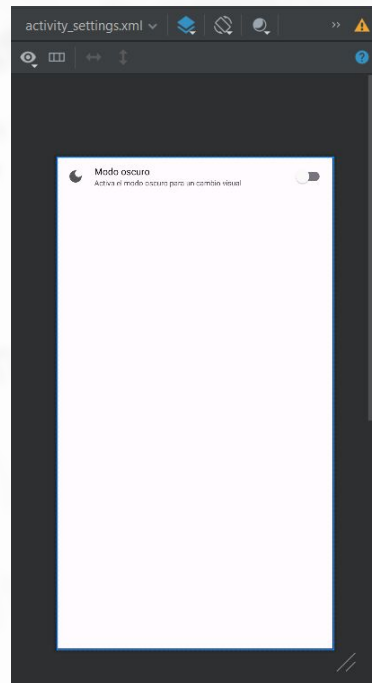 activity_settings.xml
Modo oscuro
Activa el modo oscuro para un cambio visual